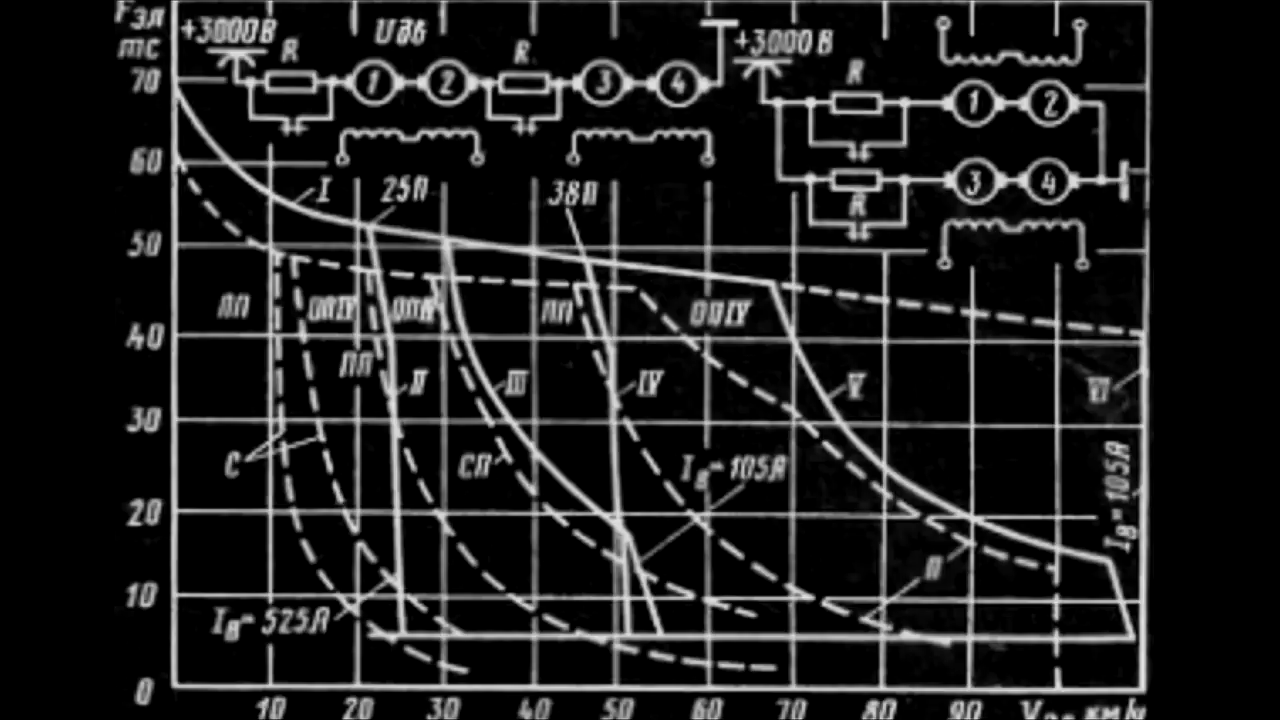 Fэл
тс
+3000В
R
Uдв
R
+3000В
R
1
2
3
4
1
2
3
4
R
70
60
50
40
30
20
10
0
I
25П
38П
ПП
ОПIV
ОПIV
ПП
ПП
ОПIV
II
III
IV
V
VI
С
СП
Iв=105А
Iв=105А
П
Iв=525А
10
20
30
40
50
60
70
80
90
км/ч